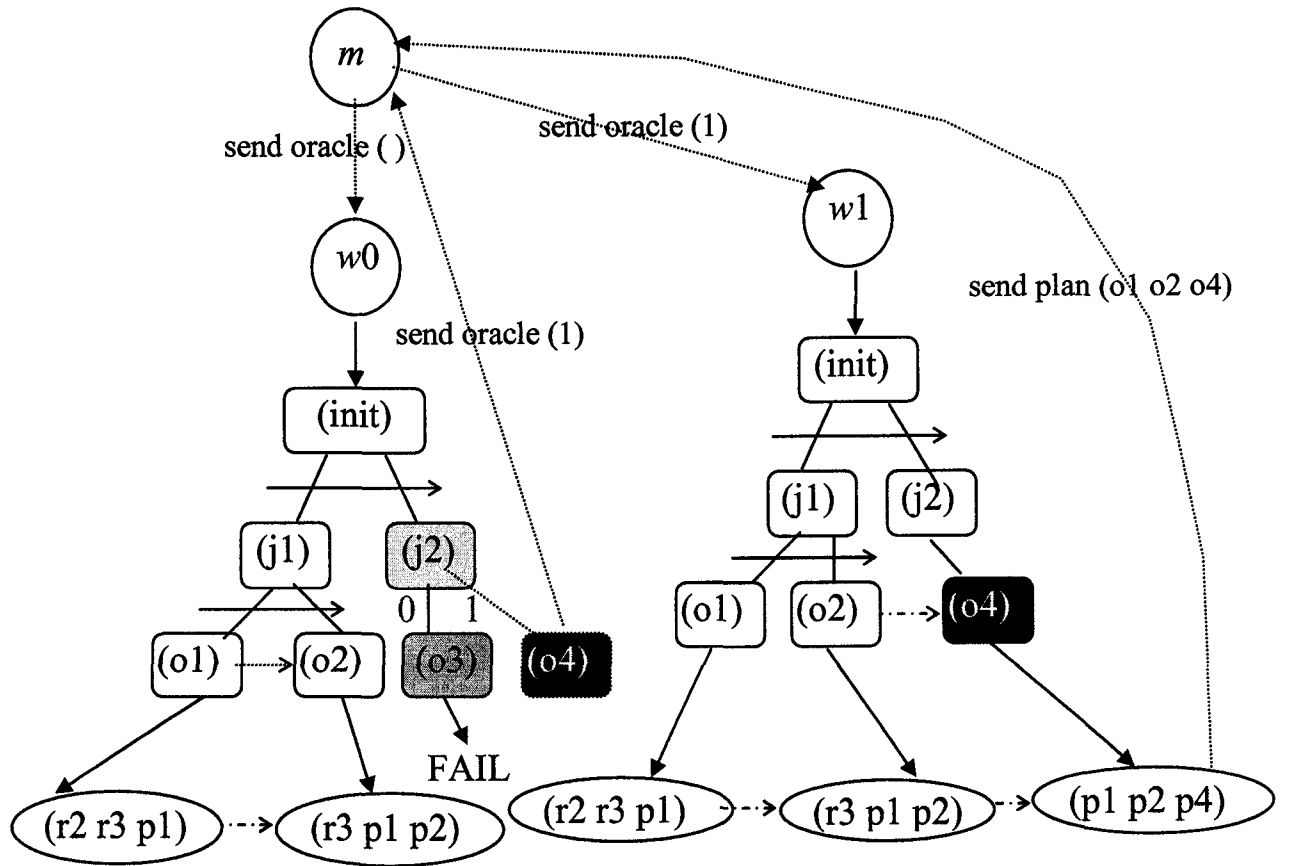 m
send oracle (1)
send oracle ( )
w1
w0
send plan (o1 o2 o4)
send oracle (1)
(init)
(init)
(j1)
(j2)
(j1)
(j2)
0 1
(o1)
(o2)
(o4)
(o1)
(o2)
(o3)
(o4)
FAIL
(r2 r3 p1)
(r3 p1 p2)
(r2 r3 p1)
(r3 p1 p2)
(p1 p2 p4)